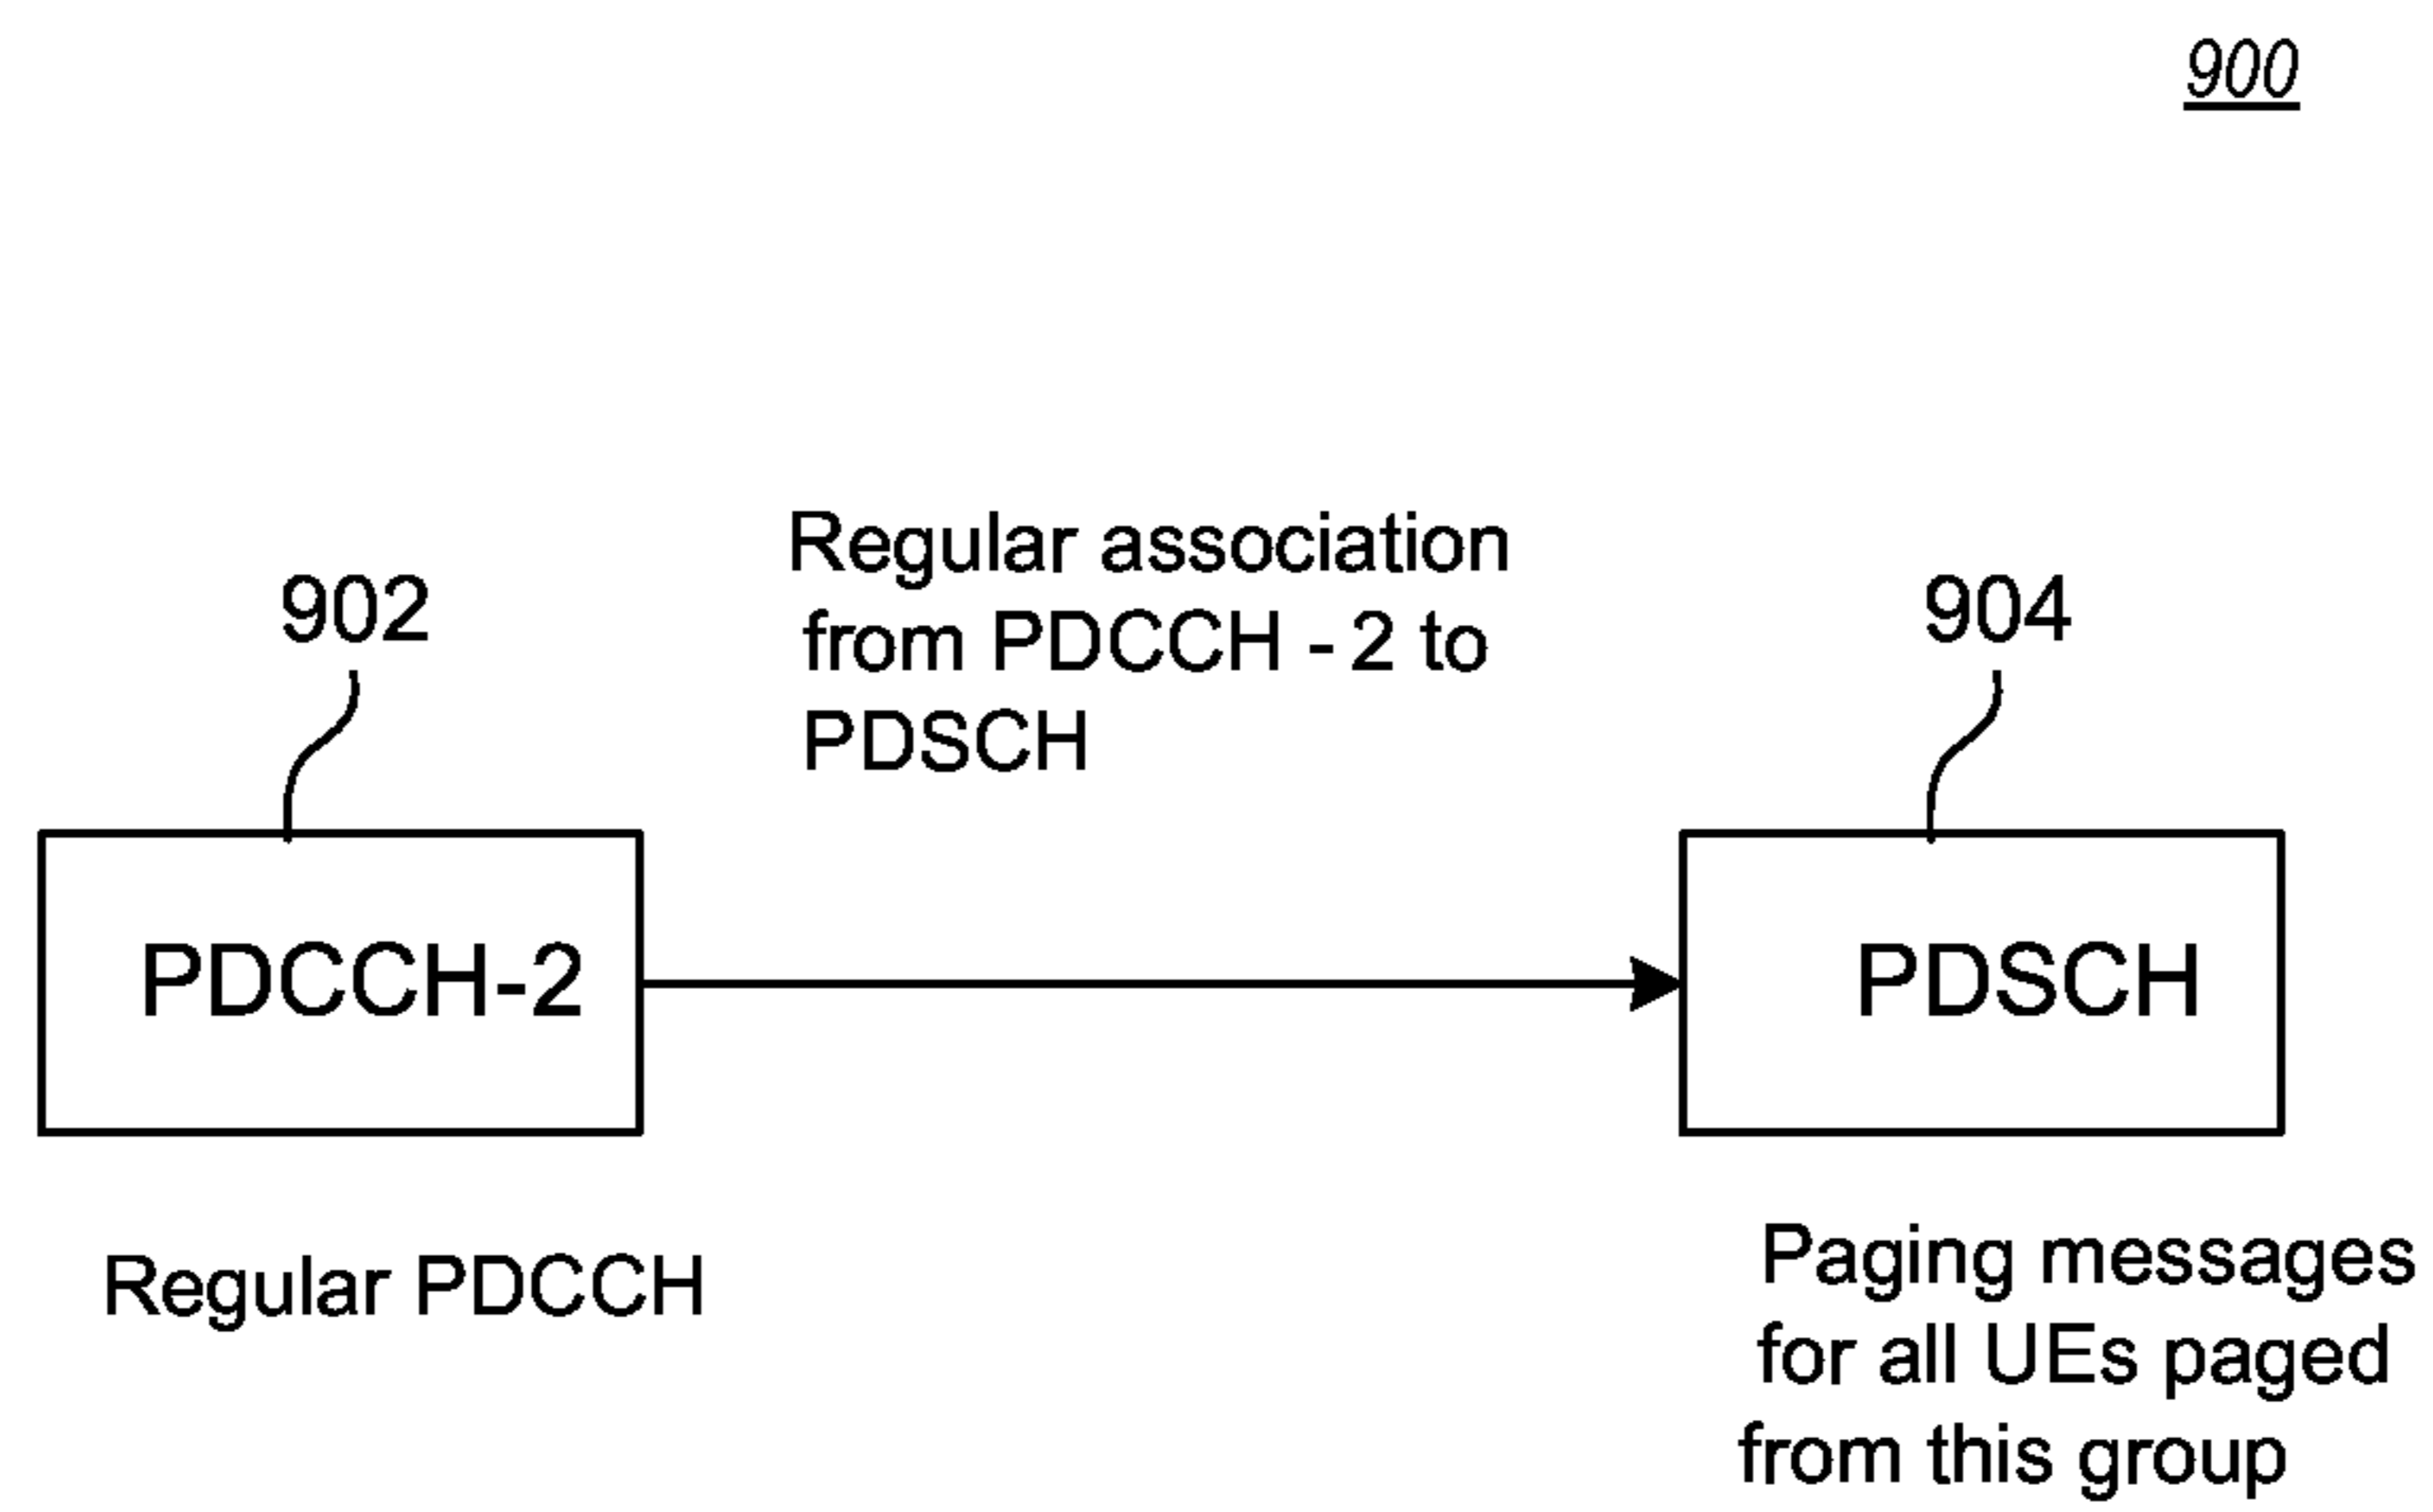 900
Regular association
from PDCCH - 2 to
PDSCH
902
904
PDCCH-2
PDSCH
Regular PDCCH
Paging messages
for all UEs paged
from this group